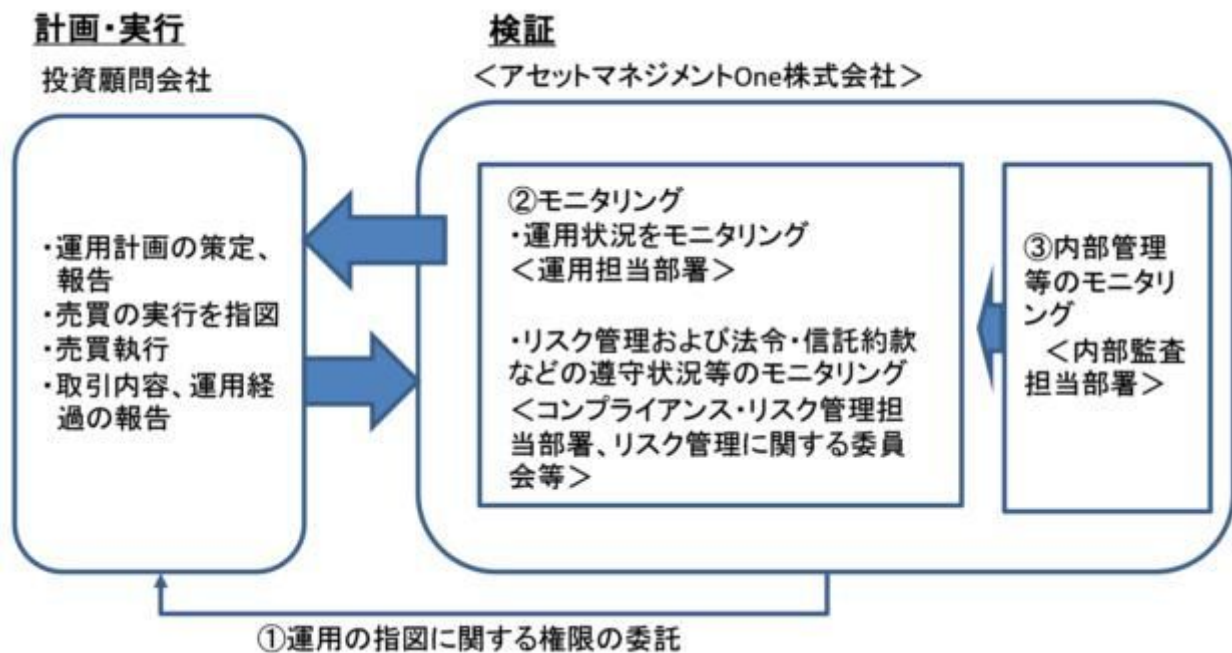 計画・実行
投資顧問会社
・運用計画の策定、
報告
・売買の実行を指図
・売買執行
・取引内容、運用経
過の報告
検証
＜アセットマネジメントOne株式会社＞
②モニタリング
・運用状況をモニタリング
＜運用担当部署＞
・リスク管理および法令・信託約款
などの遵守状況等のモニタリング
＜コンプライアンス・リスク管理担
当部署、リスク管理に関する委員
会等＞
③内部管理
等のモニタリ
ング
＜内部監査
担当部署＞
①運用の指図に関する権限の委託